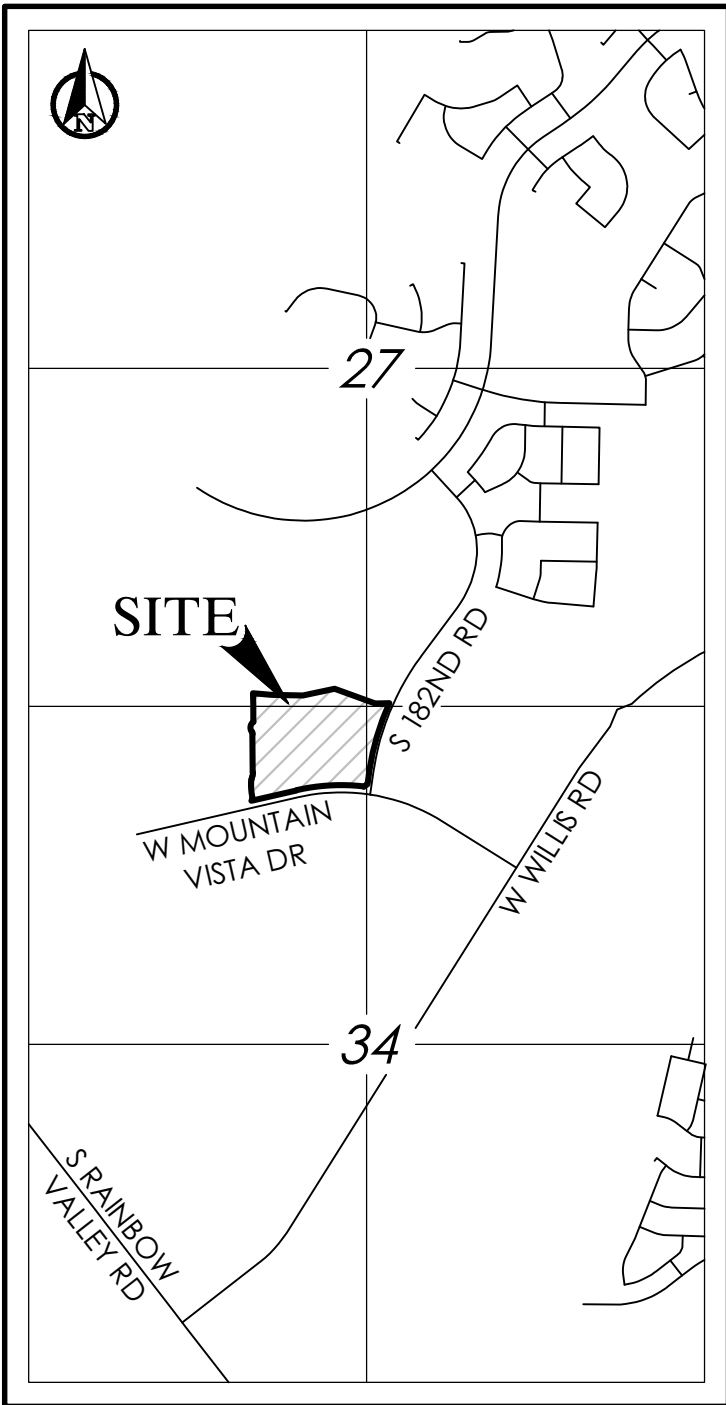 N
27
SITE
S 182ND RD
W MOUNTAIN
VISTA DR
W WILLIS RD
34
S RAINBOW
VALLEY RD